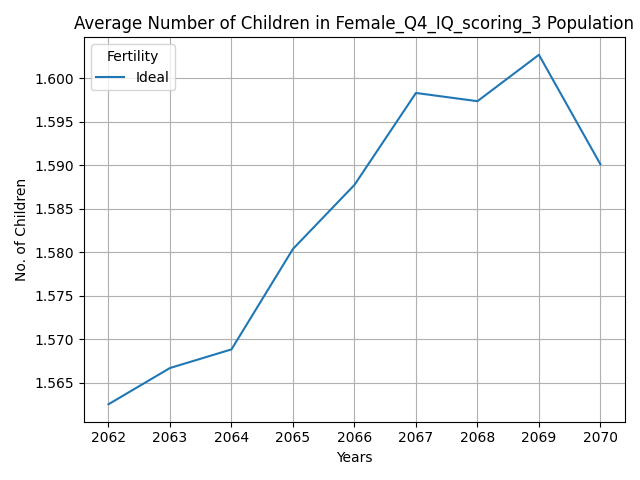 Average Number of Children in Female_Q4_IQ_scoring_3 Population
Fertility
Ideal
No. of Children
1.600
1.595
1.590
1.585
1.580
1.575
1.570
1.565
2062 2063 2064 2065 2066 2067 2068 2069 2070
Years